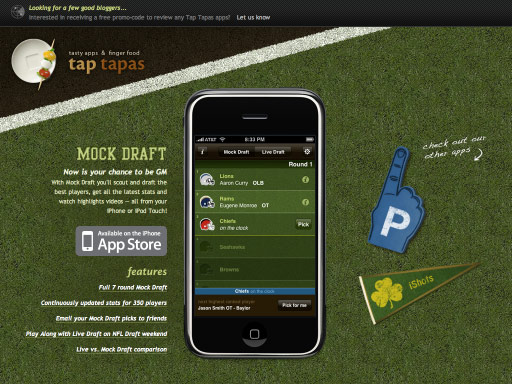 Looking for a few good bloggers...
Interested in receiving a free promo-code to review any Tap Tapas apps? Let us know
tasty apps & finger food
tap tapas
MOCK DRAFT
Now is your chance to be GM
With Mock Draft you'll scout and draft the
best players, get all the latest stats and
watch highlights videos — all from your
iPhone or iPod Touch!
Available on the iPhone
App Store
features
Full 7 round Mock Draft
Continuously updated stats for 350 players
Email your Mock Draft picks to friends
Play Along with Live Draft on NFL Draft weekend
Live vs. Mock Draft comparison
AT&T 8:33 PM
i Mock Draft Live Draft
Round 1
Lions
Aaron Curry OLB
Rams
Eugene Monroe OT
Chiefs
on the clock Pick
Seahawks
Browns
Chiefs on the clock
next highest ranked player
Jason Smith OT - Baylor
Pick for me
check out our
other apps
P
iShots